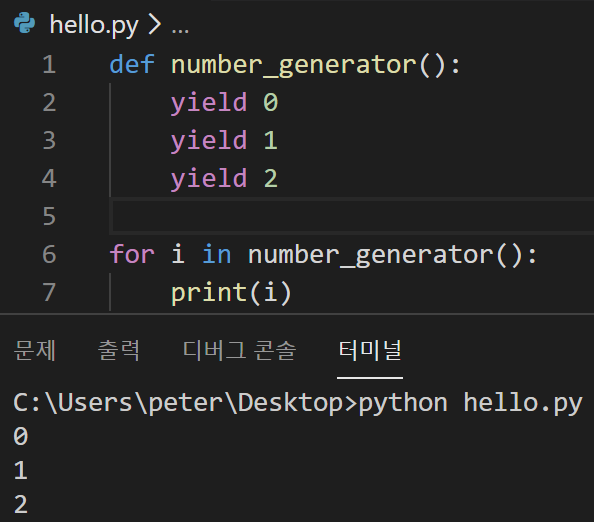 hello.py > ...
1 def number_generator():
2     yield 0
3     yield 1
4     yield 2
5
6 for i in number_generator():
7     print(i)
문제 출력 디버그 콘솔 터미널
C:\Users\peter\Desktop>python hello.py
0
1
2